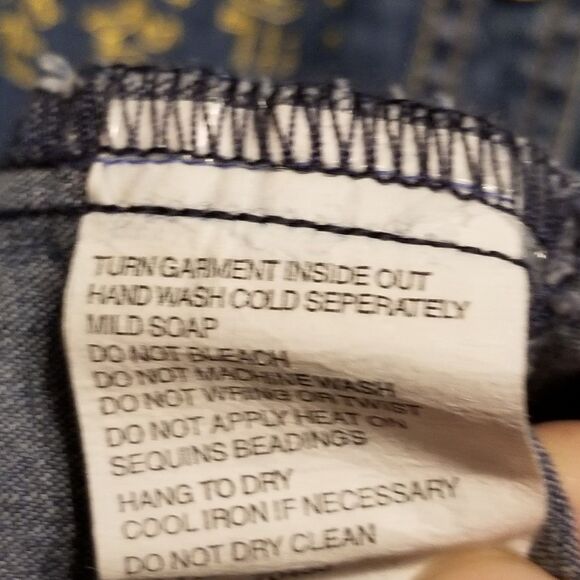 TURN GARMENT INSIDE OUT
HAND WASH COLD SEPERATELY
MILD SOAP
DO NOT BLEACH
DO NOT MACHINE WASH
DO NOT WRING OR TWIST
DO NOT APPLY HEAT ON
SEQUINS BEADINGS
HANG TO DRY
COOL IRON IF NECESSARY
DO NOT DRY CLEAN